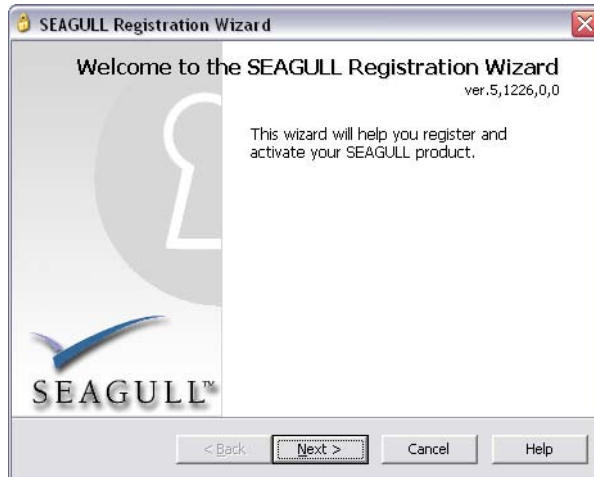 SEAGULL Registration Wizard
Welcome to the SEAGULL Registration Wizard
ver.5,1226,0,0
This wizard will help you register and
activate your SEAGULL product.
SEAGULL™
< Back
Next >
Cancel
Help